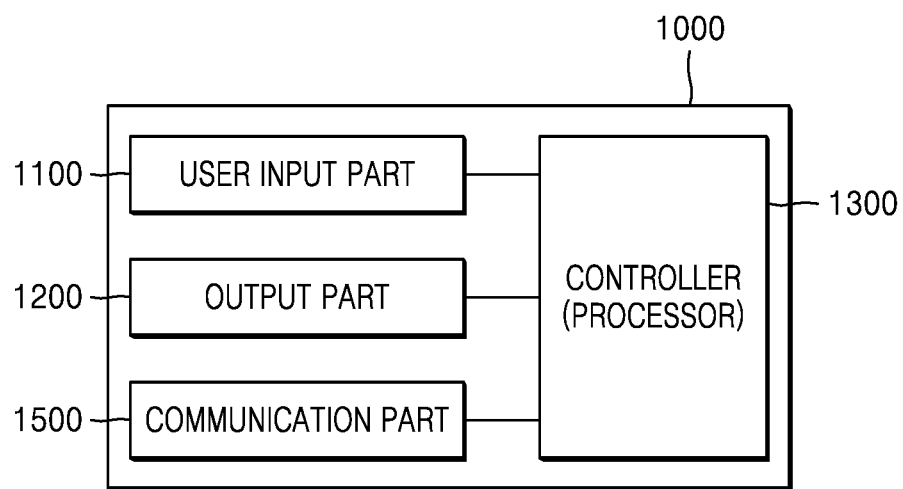 1000
1100
USER INPUT PART
1300
1200
OUTPUT PART
CONTROLLER
(PROCESSOR)
1500
COMMUNICATION PART